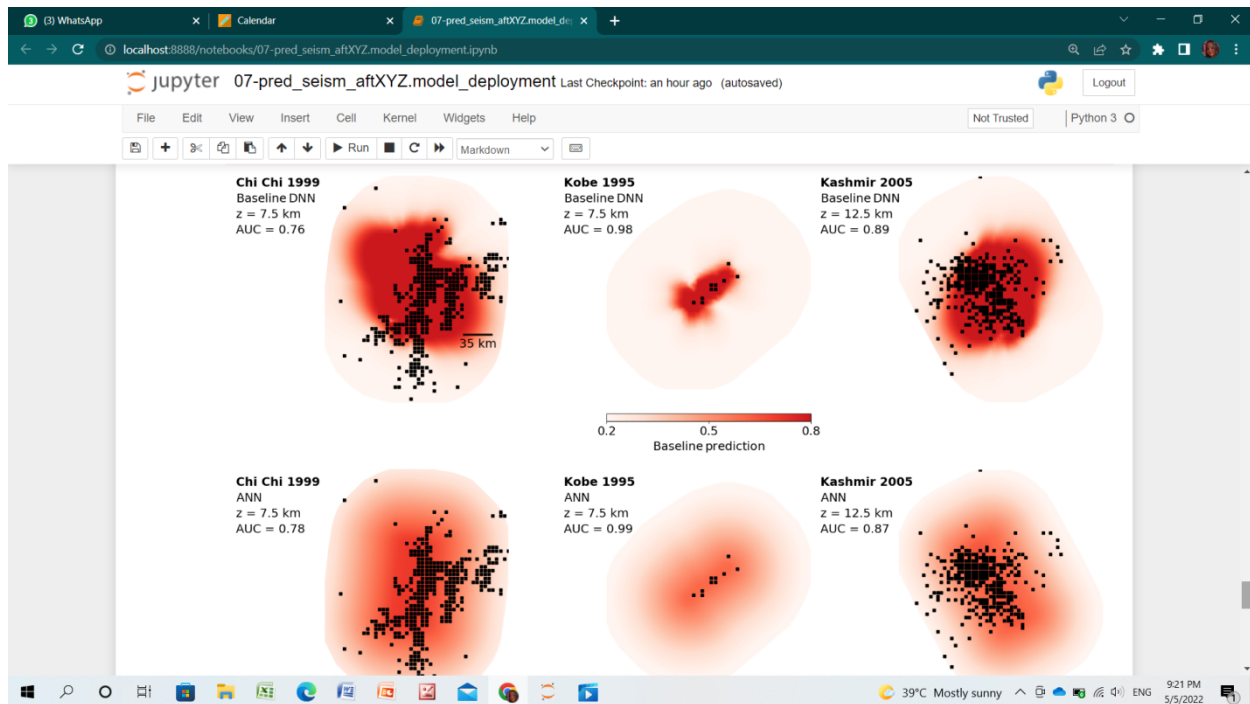 (3) WhatsApp
Calendar
07-pred_seism_aftXYZ.model_de
localhost:8888/notebooks/07-pred_seism_aftXYZ.model_deployment.ipynb
jupyter 07-pred_seism_aftXYZ.model_deployment Last Checkpoint: an hour ago (autosaved)
Logout
File Edit View Insert Cell Kernel Widgets Help
Not Trusted
Python 3
Run
Markdown
Chi Chi 1999
Baseline DNN
z = 7.5 km
AUC = 0.76
35 km
Kobe 1995
Baseline DNN
z = 7.5 km
AUC = 0.98
Kashmir 2005
Baseline DNN
z = 12.5 km
AUC = 0.89
0.2 0.5 0.8
Baseline prediction
Chi Chi 1999
ANN
z = 7.5 km
AUC = 0.78
Kobe 1995
ANN
z = 7.5 km
AUC = 0.99
Kashmir 2005
ANN
z = 12.5 km
AUC = 0.87
39°C Mostly sunny
ENG
9:21 PM
5/5/2022